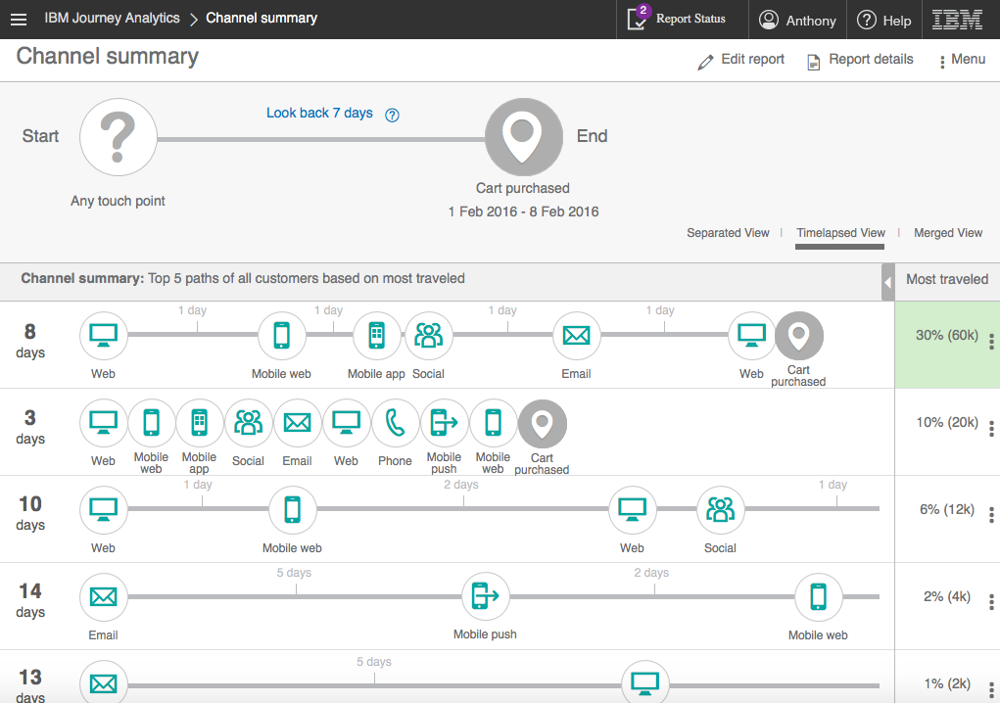 IBM Journey Analytics > Channel summary
2
Report Status
Anthony
? Help
IBM
Channel summary
Edit report
Report details
Menu
Start
?
Look back 7 days ?
End
Any touch point
Cart purchased
1 Feb 2016 - 8 Feb 2016
Separated View | Timelapsed View | Merged View
Channel summary: Top 5 paths of all customers based on most traveled
Most traveled
8
days
1 day
1 day
1 day
1 day
Web
Mobile web
Mobile app
Social
Email
Web
Cart
purchased
30% (60k)
3
days
Web
Mobile
web
Mobile
app
Social
Email
Web
Phone
Mobile
push
Mobile
web
Cart
purchased
10% (20k)
10
days
1 day
2 days
1 day
Web
Mobile web
Web
Social
6% (12k)
14
days
5 days
2 days
Email
Mobile push
Mobile web
2% (4k)
13
days
5 days
1% (2k)